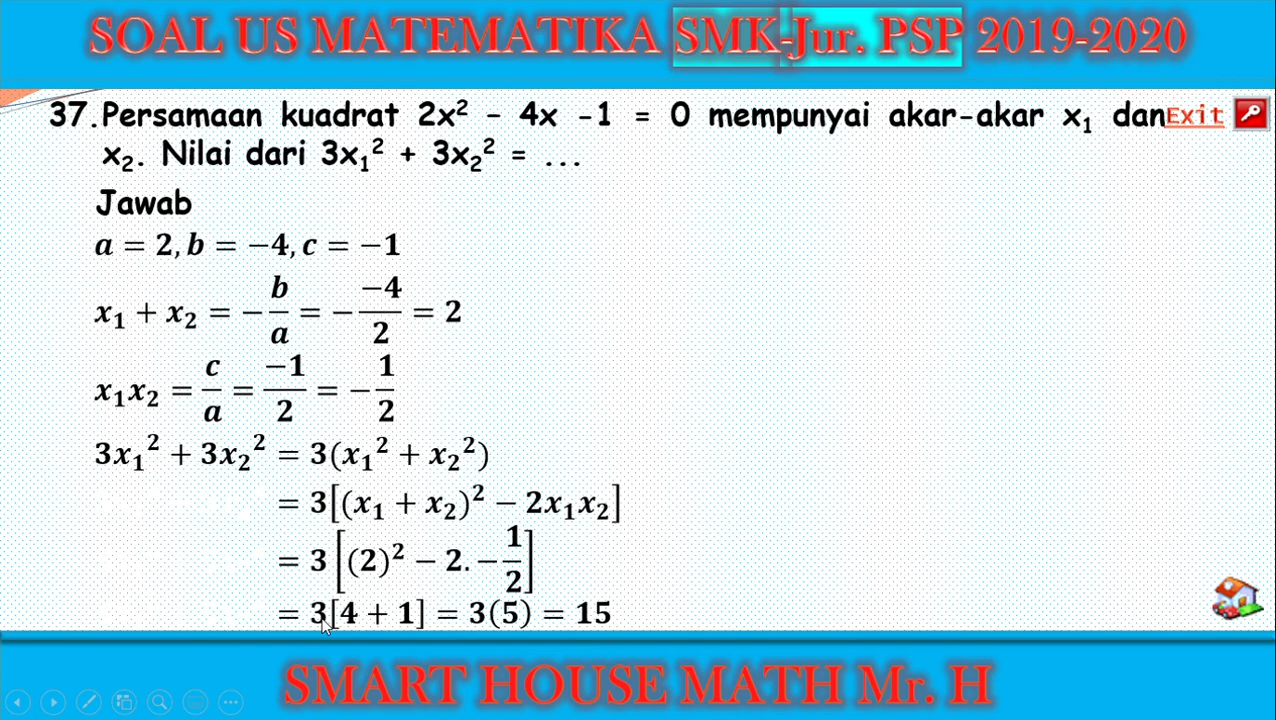 SOAL US MATEMATIKA SMK-Jur. PSP 2019-2020
37. Persamaan kuadrat 2x² – 4x -1 = 0 mempunyai akar-akar x₁ dan
Exit
x₂. Nilai dari 3x₁² + 3x₂² = ...
Jawab
a = 2, b = −4, c = −1
x₁ + x₂ = −b/a = −(−4)/2 = 2
x₁x₂ = c/a = −1/2 = −1/2
3x₁² + 3x₂² = 3(x₁² + x₂²)
= 3[(x₁ + x₂)² − 2x₁x₂]
= 3[(2)² − 2. −1/2]
= 3[4 + 1] = 3(5) = 15
SMART HOUSE MATH Mr. H